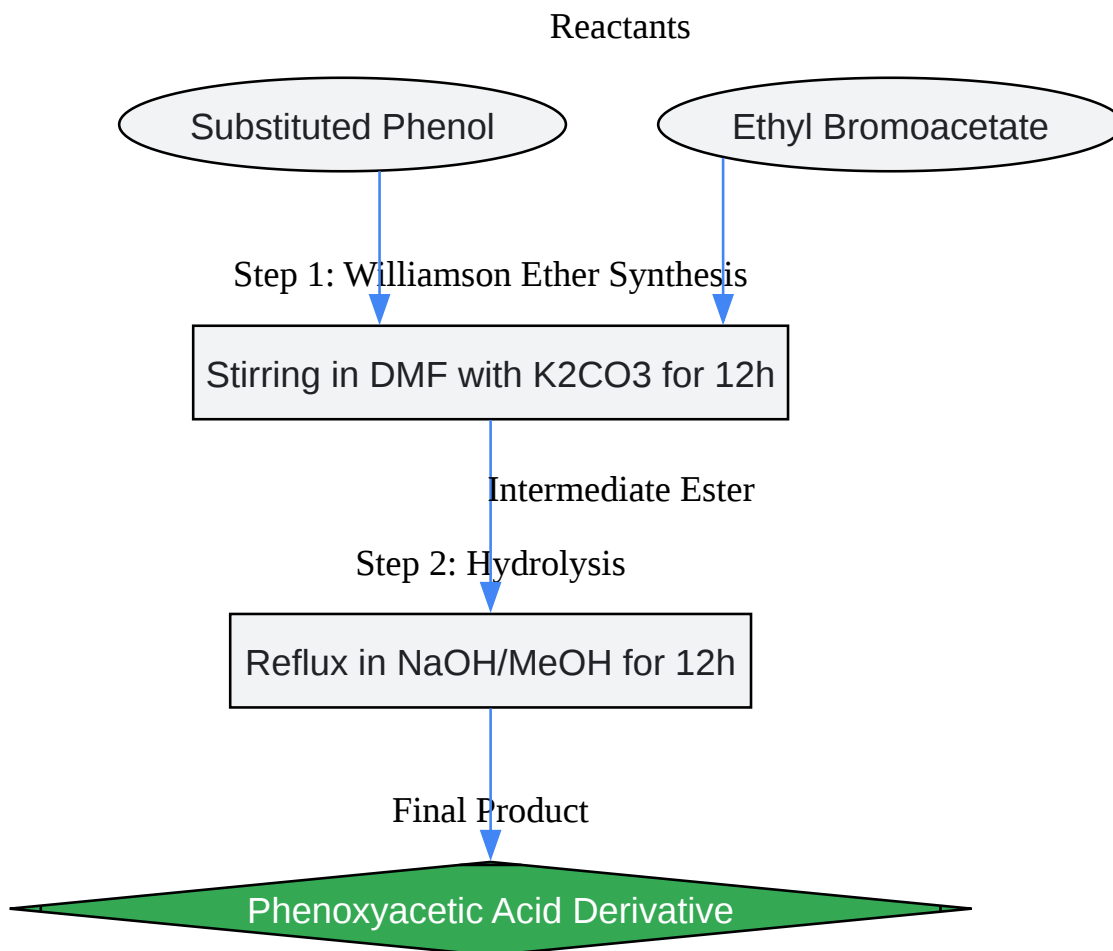 Reactants
Substituted Phenol
Ethyl Bromoacetate
Step 1: Williamson Ether Synthesis
Stirring in DMF with K2CO3 for 12h
Intermediate Ester
Step 2: Hydrolysis
Reflux in NaOH/MeOH for 12h
Final Product
Phenoxyacetic Acid Derivative